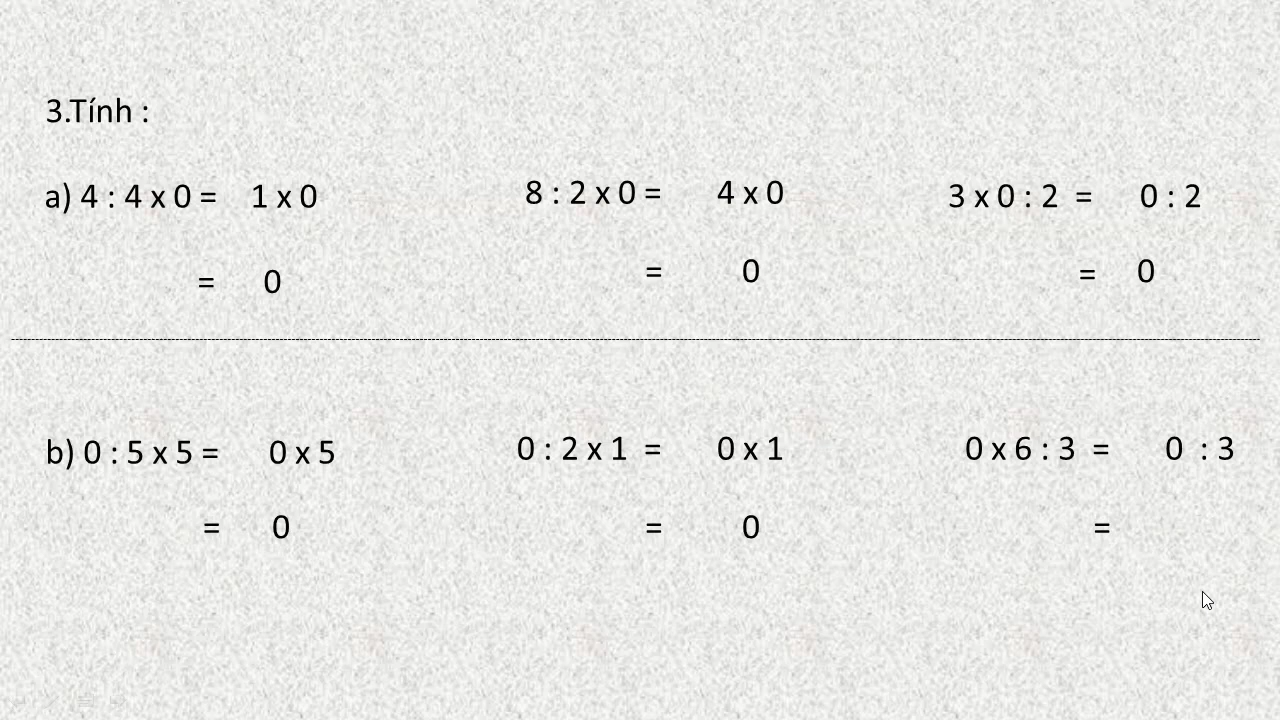 3.Tính :
a) 4 : 4 x 0 = 1 x 0
= 0
8 : 2 x 0 = 4 x 0
= 0
3 x 0 : 2 = 0 : 2
= 0
b) 0 : 5 x 5 = 0 x 5
= 0
0 : 2 x 1 = 0 x 1
= 0
0 x 6 : 3 = 0 : 3
=